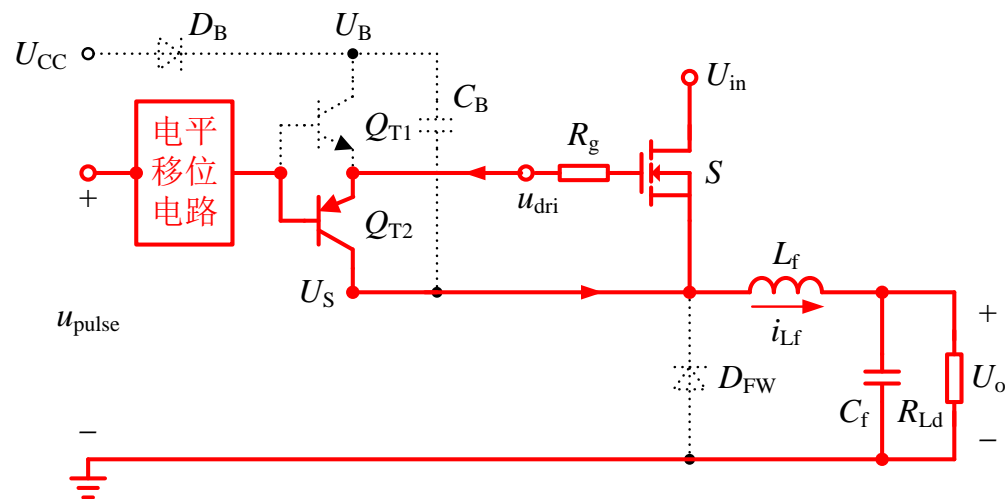 D_B
U_B
U_CC
C_B
U_in
电平
移位
电路
Q_T1
R_g
S
+
u_dri
Q_T2
L_f
U_S
+
u_pulse
i_Lf
D_FW
U_o
C_f
R_Ld
−
−